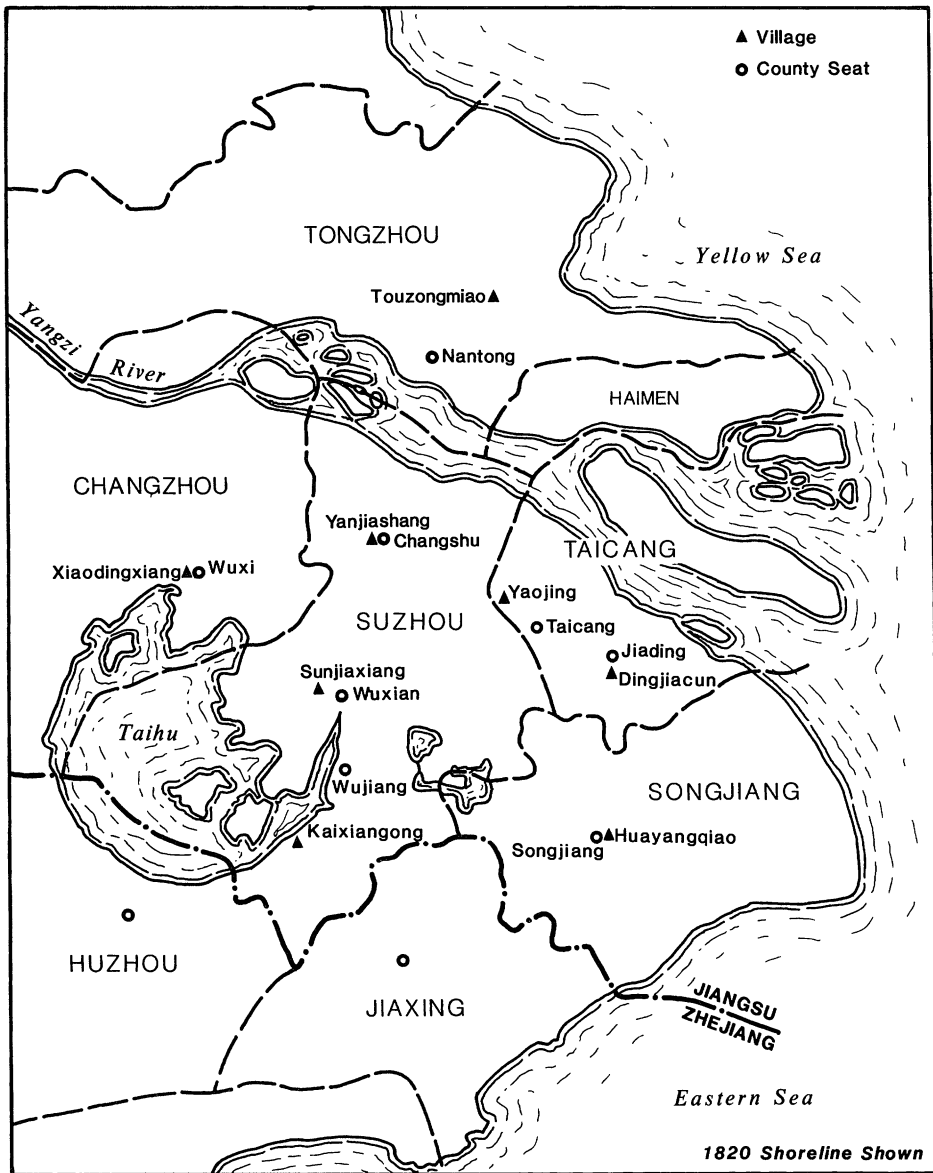 Village
County Seat
TONGZHOU
Yellow Sea
Touzongmiao
Yangzi
River
Nantong
HAIMEN
CHANGZHOU
Yanjiashang
Changshu
TAICANG
Xiaodingxiang
Wuxi
Yaojing
SUZHOU
Taicang
Jiading
Sunjiaxiang
Dingjiacun
Wuxian
Taihu
Wujiang
SONGJIANG
Kaixiangong
Songjiang
Huayangqiao
HUZHOU
JIAXING
JIANGSU
ZHEJIANG
Eastern Sea
1820 Shoreline Shown